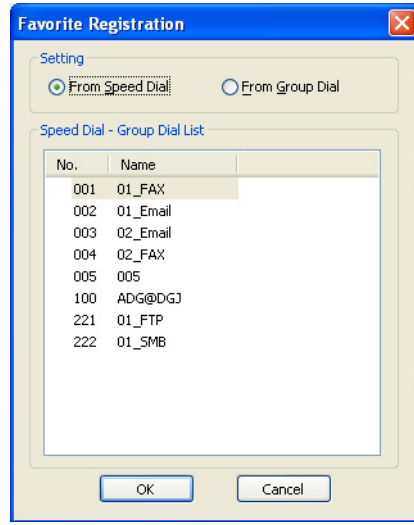 Favorite Registration
Setting
From Speed Dial From Group Dial
Speed Dial - Group Dial List
No. Name
001 01_FAX
002 01_Email
003 02_Email
004 02_FAX
005 005
100 ADG@DGJ
221 01_FTP
222 01_SMB
OK Cancel